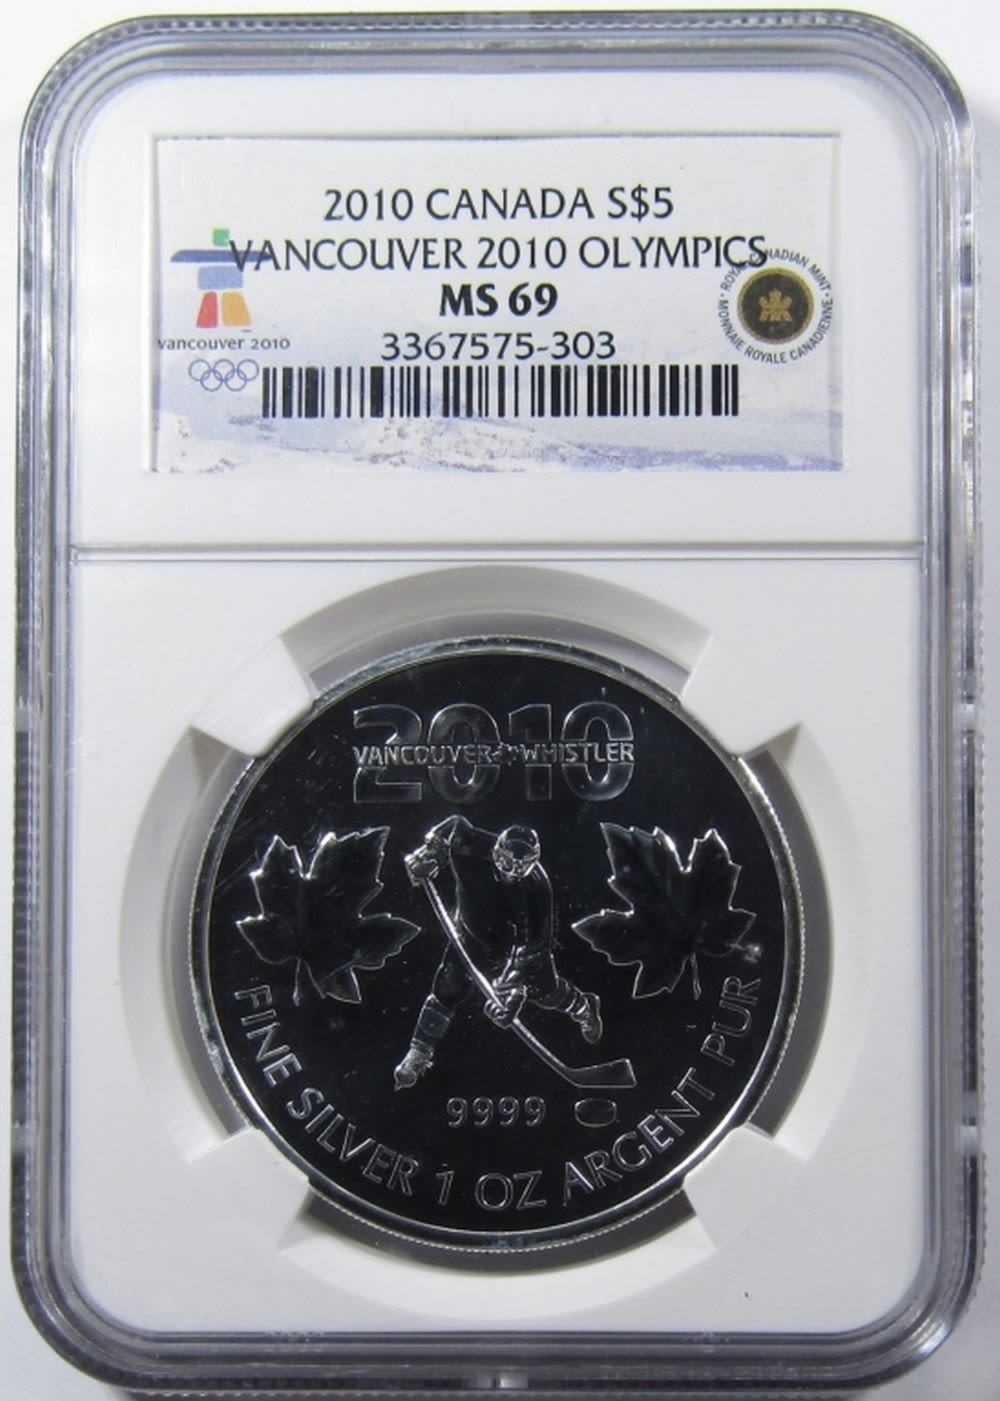 2010 CANADA S$5
VANCOUVER 2010 OLYMPICS
MS 69
3367575-303
vancouver 2010
ROYAL CANADIAN MINT • MONNAIE ROYALE CANADIENNE •
2010
VANCOUVER WHISTLER
9999
FINE SILVER 1 OZ ARGENT PUR